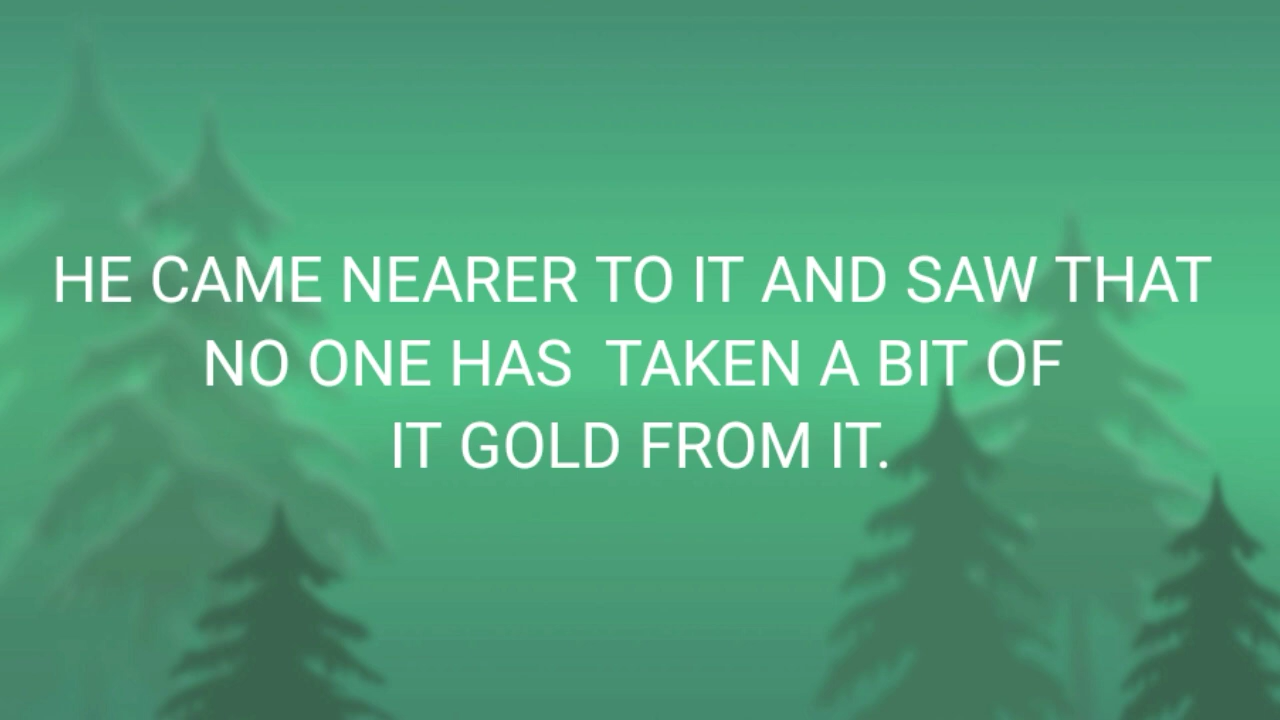 HE CAME NEARER TO IT AND SAW THAT
NO ONE HAS  TAKEN A BIT OF
IT GOLD FROM IT.